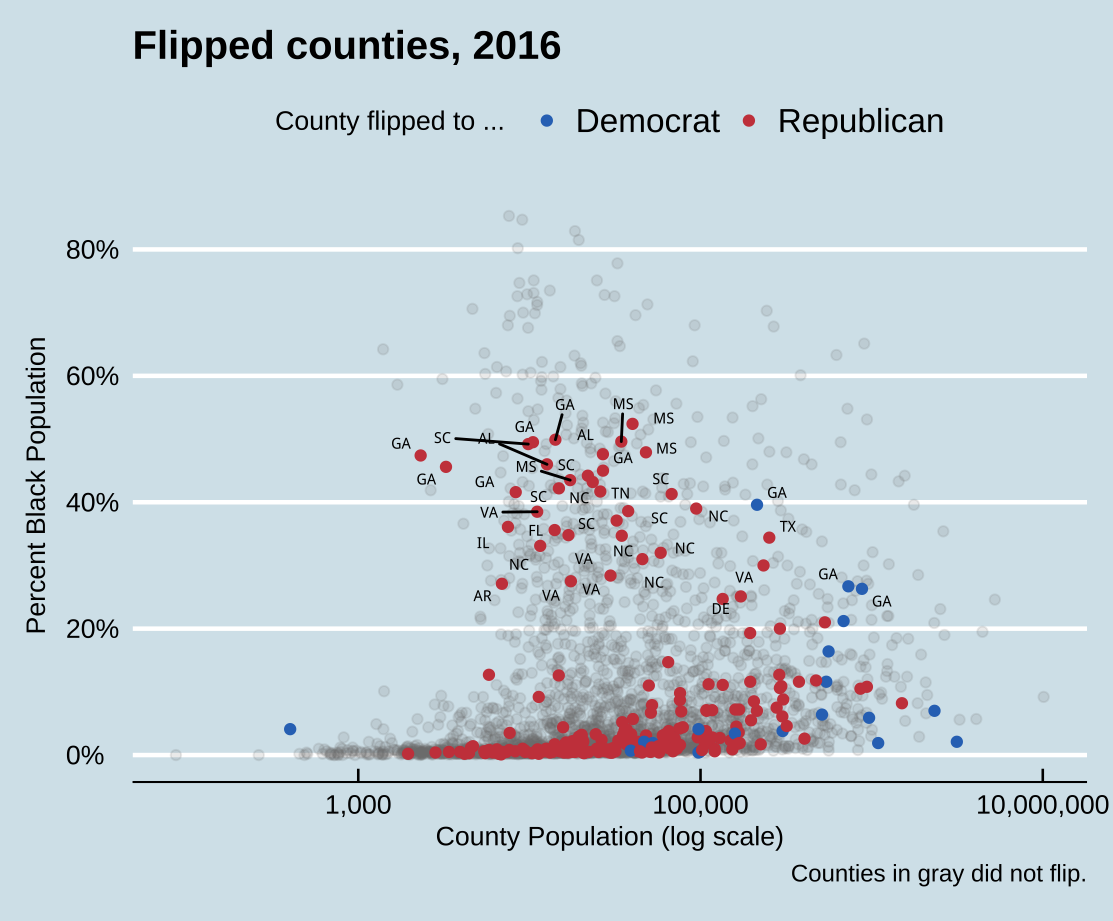 Flipped counties, 2016
County flipped to ... Democrat Republican
80%
60%
GA MS
MS
GA AL
SC AL
GA MS
GA
MS SC
GA GA SC
SC NC TN GA
VA SC NC
FL SC TX
IL
NC NC
NC VA
VA GA
AR VA VA NC
GA
DE
40%
20%
0%
1,000 100,000 10,000,000
Percent Black Population
County Population (log scale)
Counties in gray did not flip.